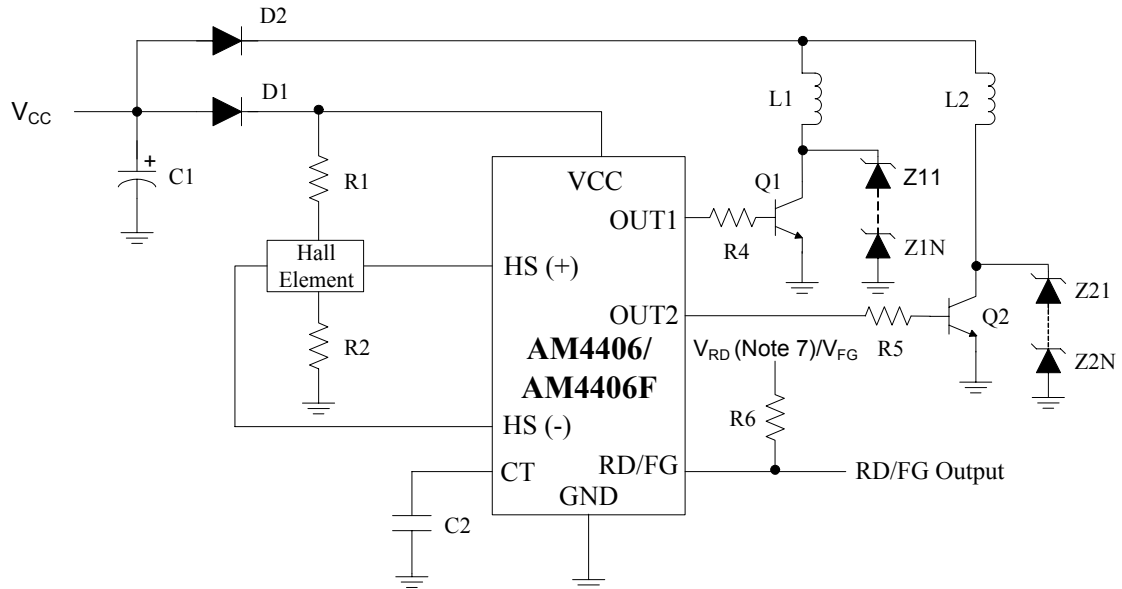 D2
D1
L1
L2
VCC
C1
R1
VCC
Q1
Z11
OUT1
R4
Z1N
Hall
Element
HS (+)
R2
OUT2
R5
Q2
Z21
Z2N
VRD (Note 7)/VFG
AM4406/
AM4406F
R6
HS (-)
CT
RD/FG
RD/FG Output
GND
C2
+